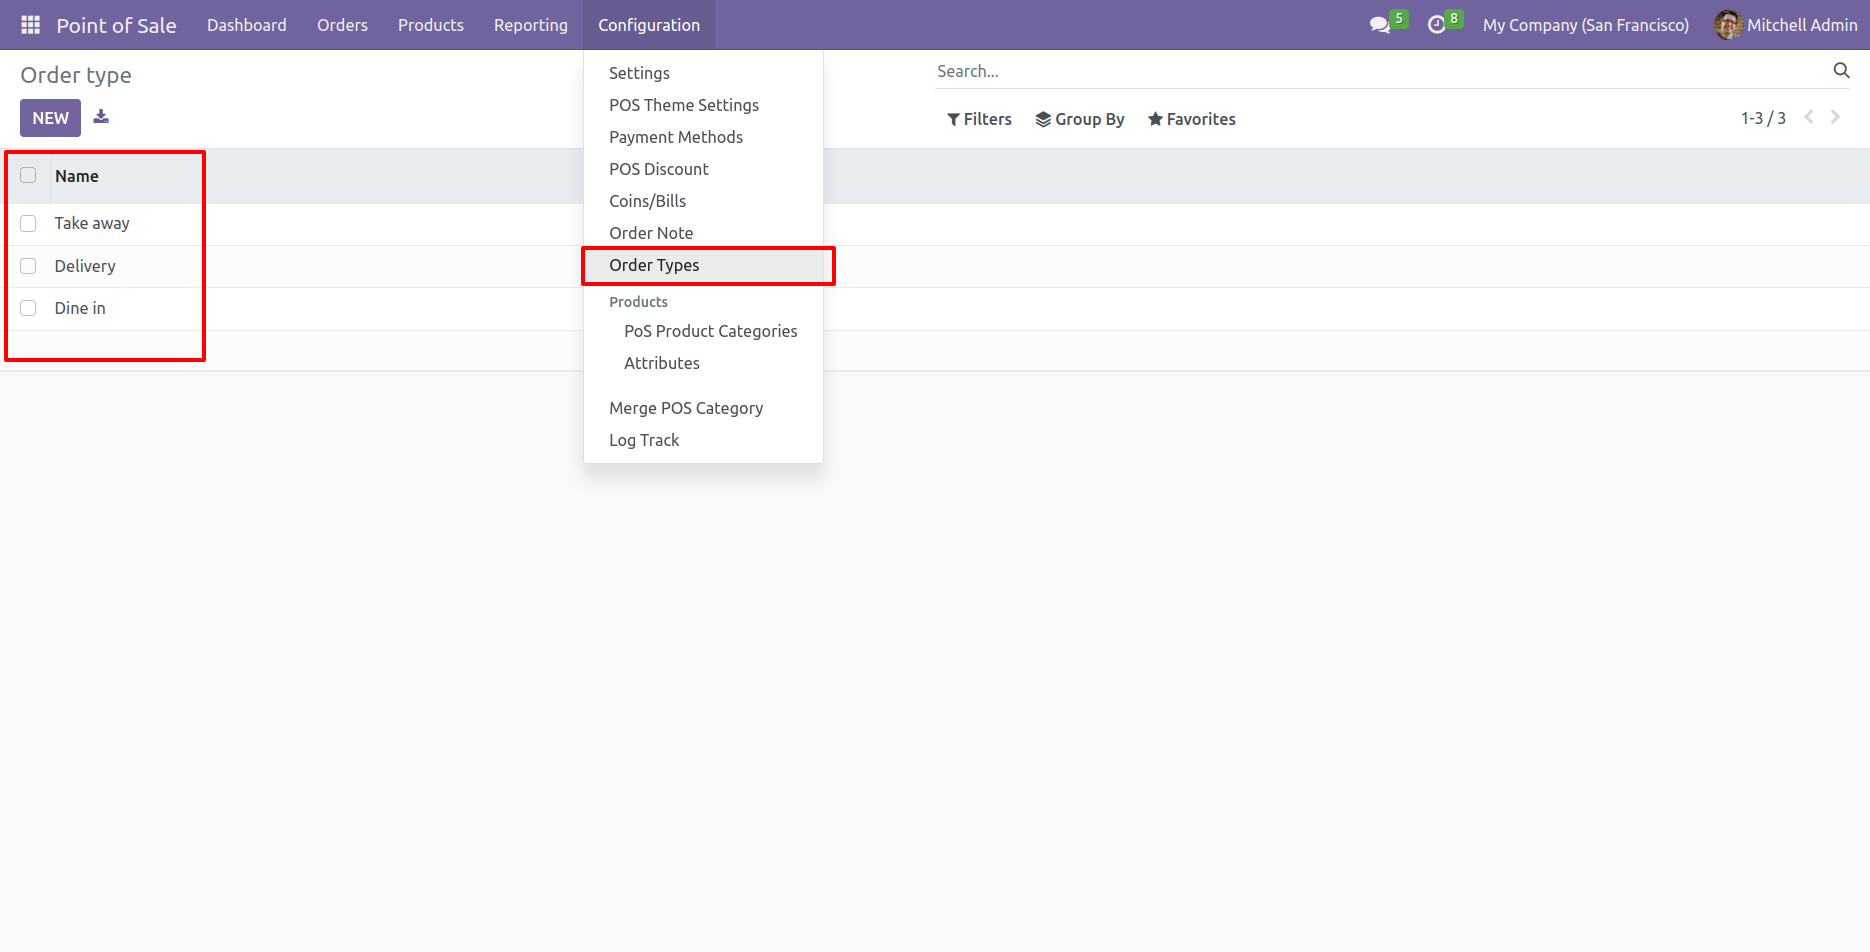 Point of Sale Dashboard Orders Products Reporting Configuration 5 8 My Company (San Francisco) Mitchell Admin
Order type
Search...
NEW
Filters Group By Favorites 1-3 / 3
Name
Take away
Delivery
Dine in
Settings
POS Theme Settings
Payment Methods
POS Discount
Coins/Bills
Order Note
Order Types
Products
PoS Product Categories
Attributes
Merge POS Category
Log Track